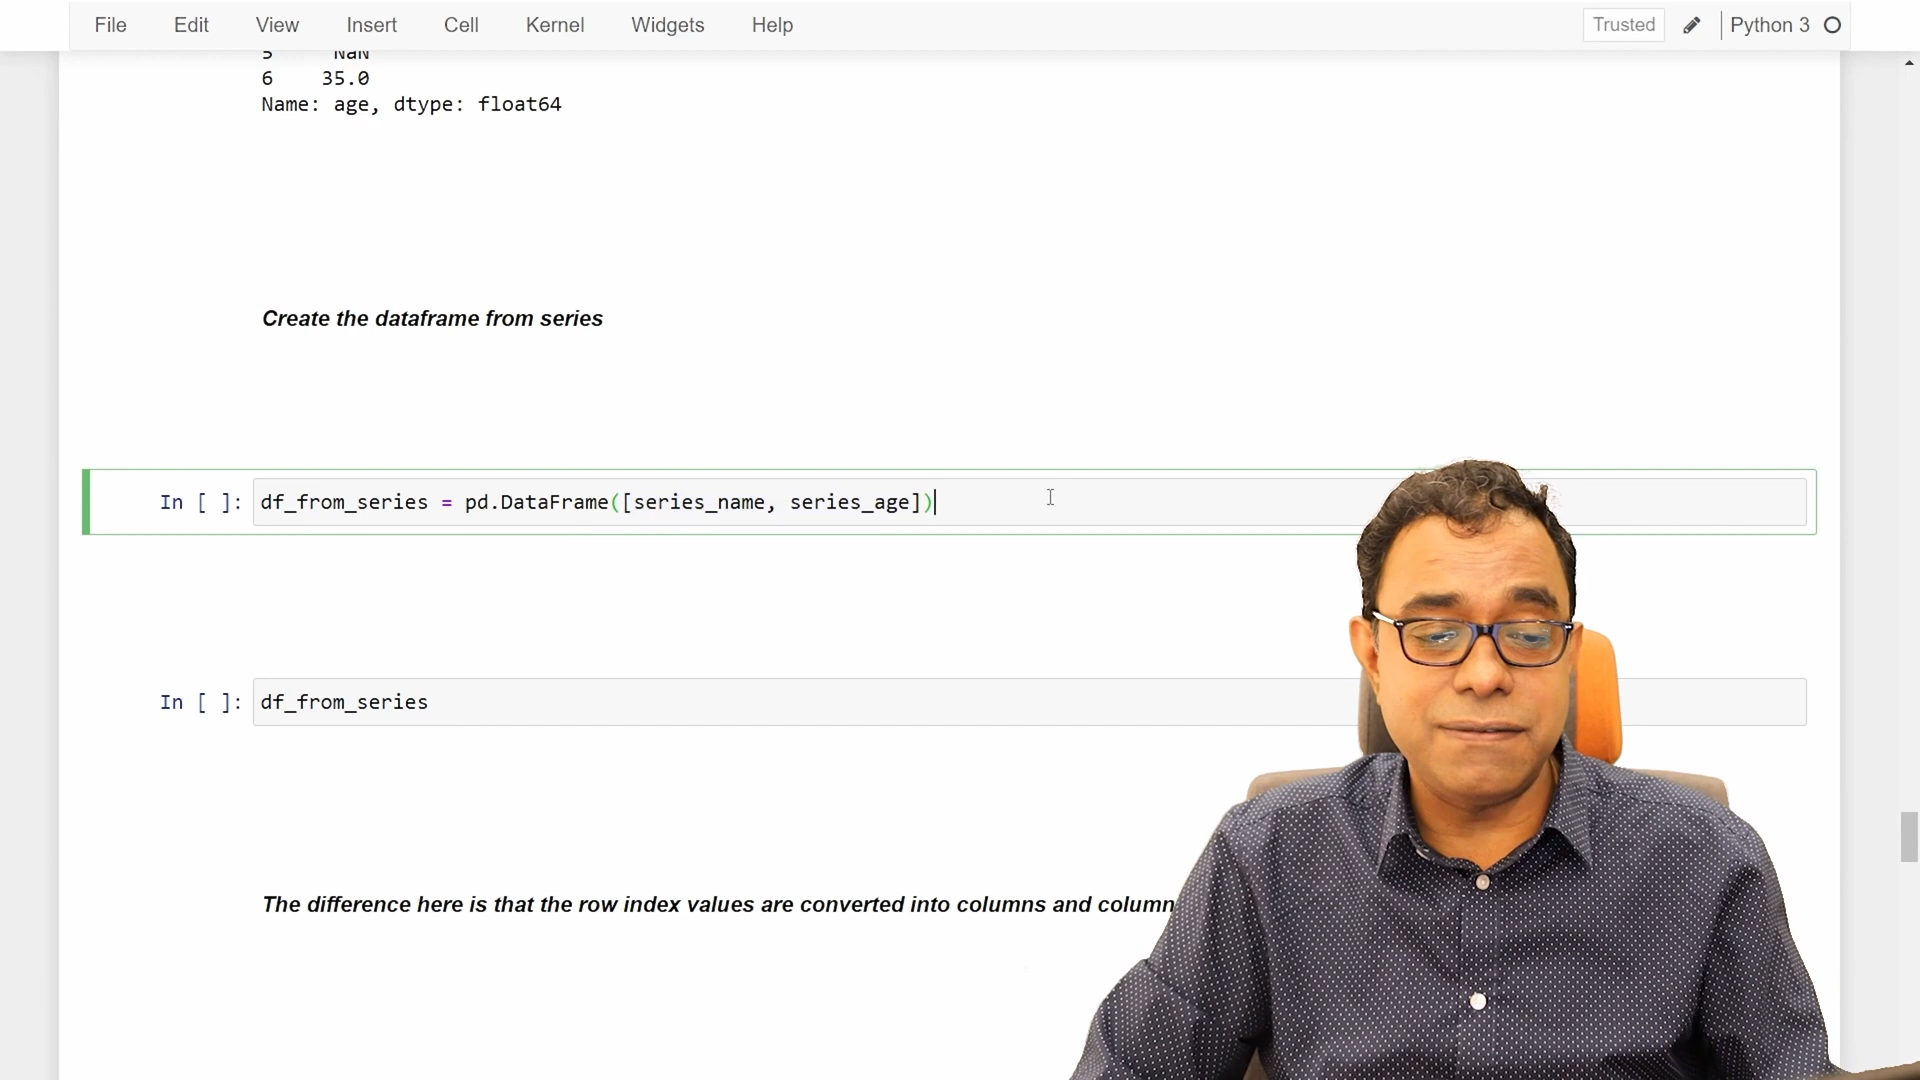 File Edit View Insert Cell Kernel Widgets Help Trusted Python 3
5 NaN
6 35.0
Name: age, dtype: float64
Create the dataframe from series
In [ ]: df_from_series = pd.DataFrame([series_name, series_age])
In [ ]: df_from_series
The difference here is that the row index values are converted into columns and column